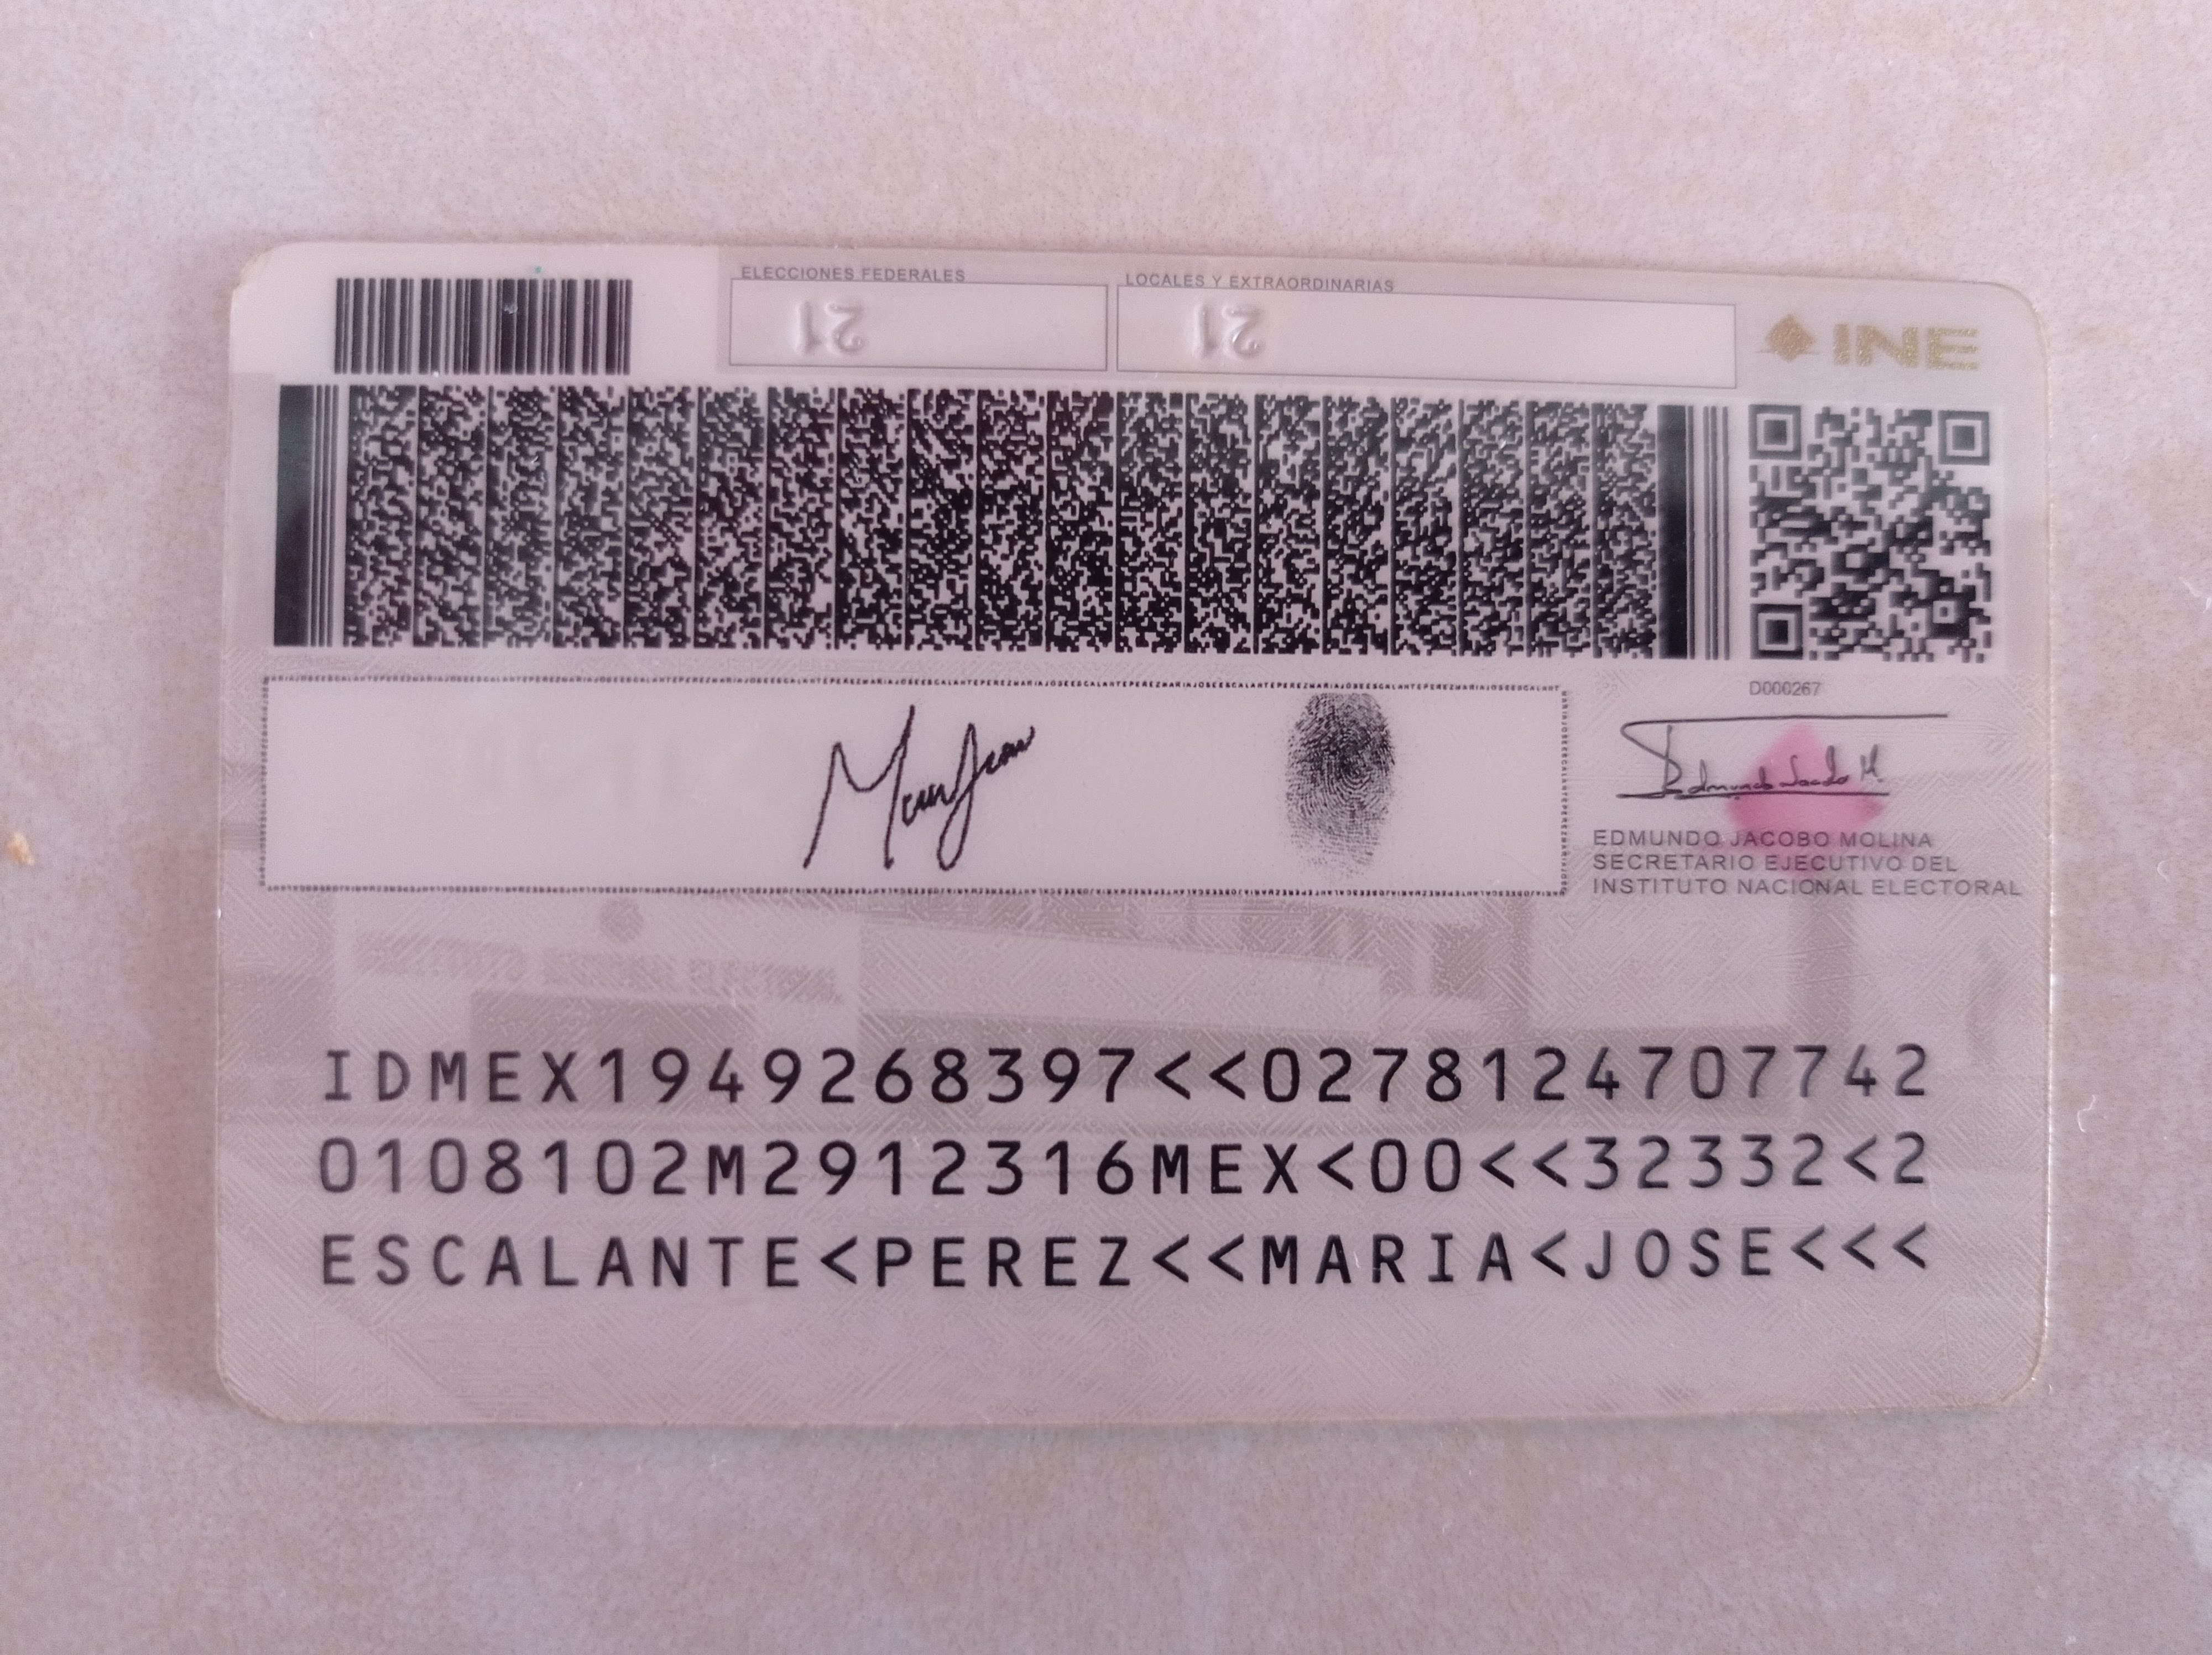 ELECCIONES FEDERALES
LOCALES Y EXTRAORDINARIAS
21
21
INE
D000267
EDMUNDO JACOBO MOLINA
SECRETARIO EJECUTIVO DEL
INSTITUTO NACIONAL ELECTORAL
IDMEX1949268397<<0278124707742
0108102M2912316MEX<00<<32332<2
ESCALANTE<PEREZ<<MARIA<JOSE<<<